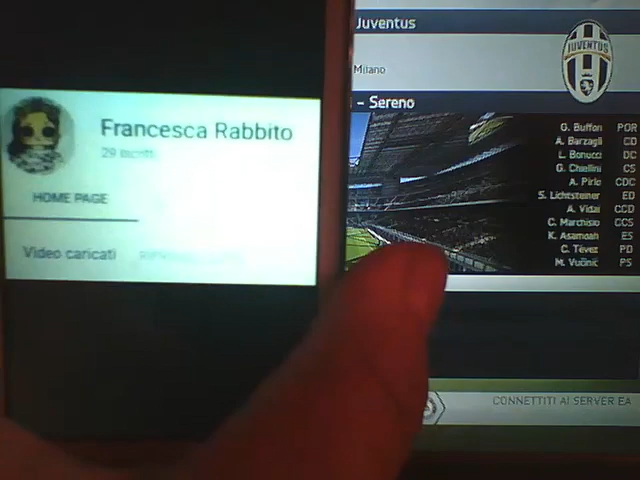 Francesca Rabbito
29 iscritti
HOME PAGE
Video caricati
Juventus
JUVENTUS
Milano
- Sereno
G. Buffon POR
A. Barzagli CD
L. Bonucci DC
G. Chiellini CS
A. Pirlo CDC
S. Lichtsteiner ED
A. Vidal CCD
C. Marchisio CCS
K. Asamoah ES
C. Tévez PD
M. Vučinić PS
CONNETTITI AI SERVER EA